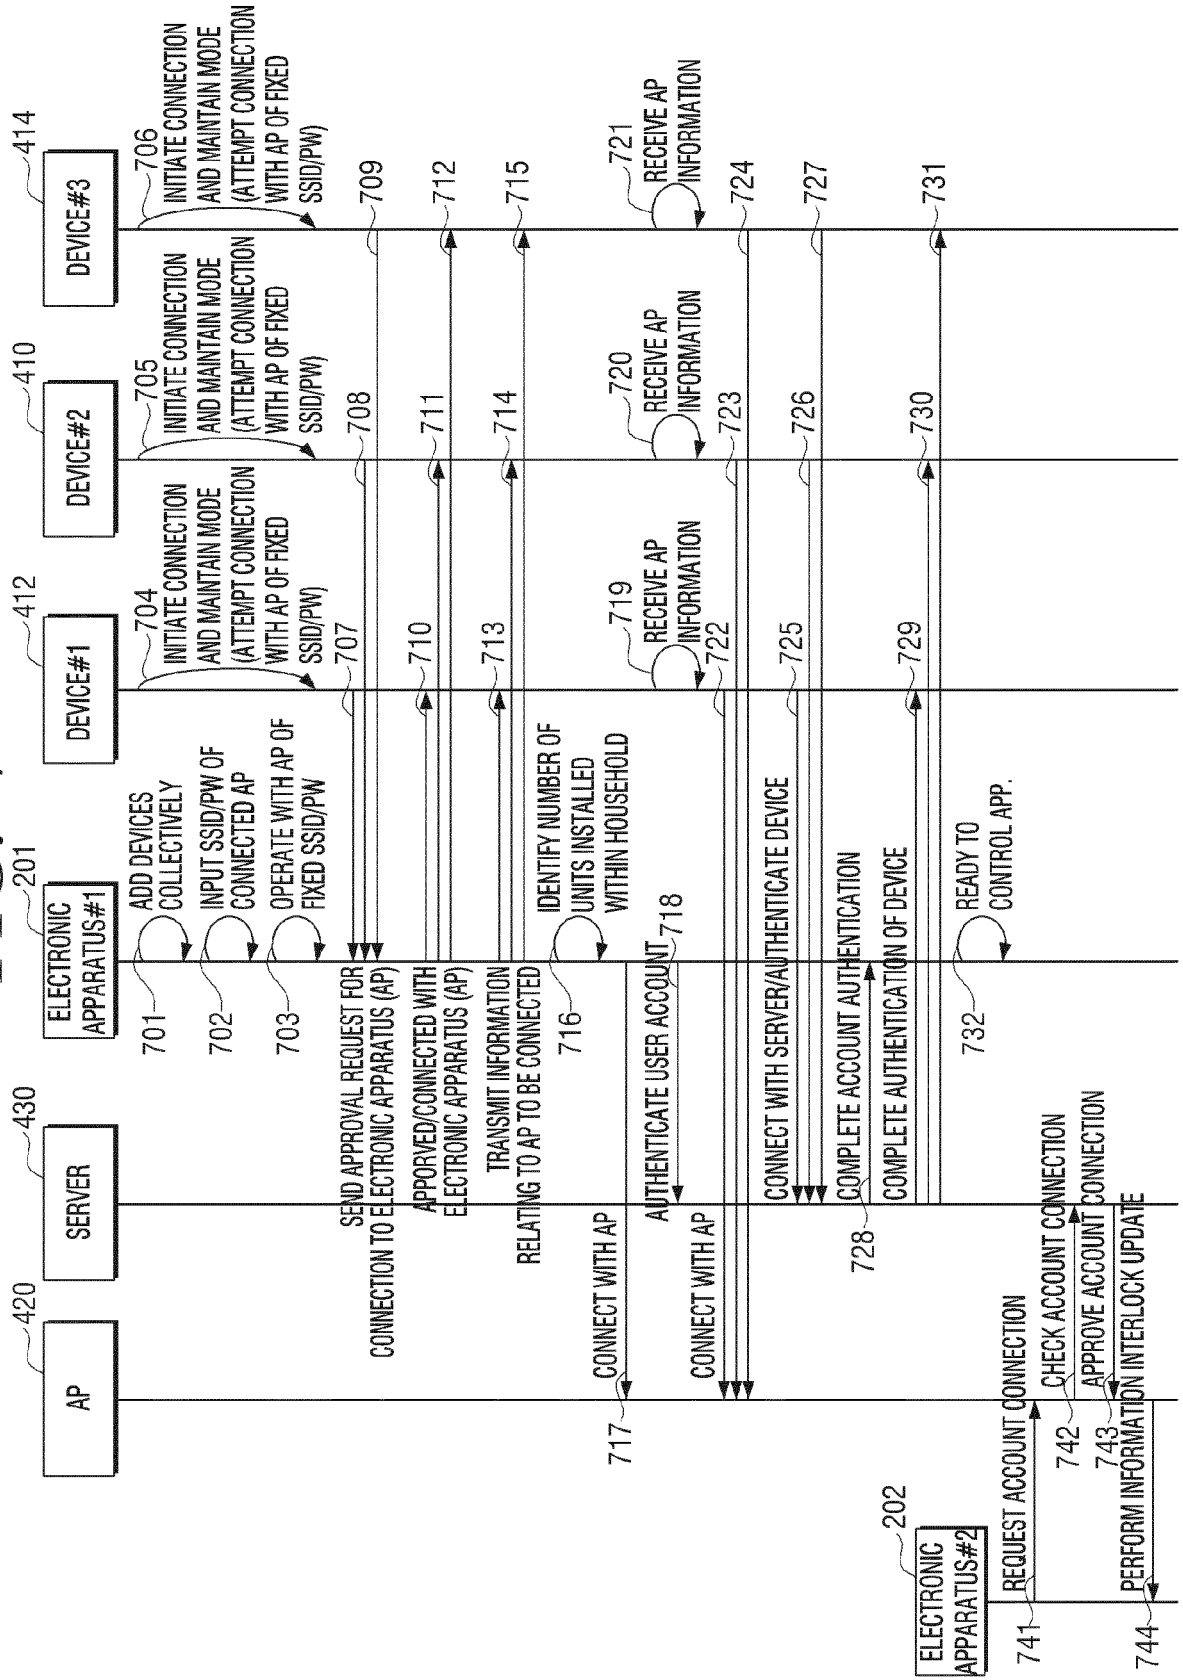 ELECTRONIC
APPARATUS#2
202
AP
420
SERVER
430
ELECTRONIC
APPARATUS#1
201
DEVICE#1
412
DEVICE#2
410
DEVICE#3
414
701
ADD DEVICES
COLLECTIVELY
702
INPUT SSID/PW OF
CONNECTED AP
703
OPERATE WITH AP OF
FIXED SSID/PW
704
INITIATE CONNECTION
AND MAINTAIN MODE
(ATTEMPT CONNECTION
WITH AP OF FIXED
SSID/PW)
705
INITIATE CONNECTION
AND MAINTAIN MODE
(ATTEMPT CONNECTION
WITH AP OF FIXED
SSID/PW)
706
INITIATE CONNECTION
AND MAINTAIN MODE
(ATTEMPT CONNECTION
WITH AP OF FIXED
SSID/PW)
SEND APPROVAL REQUEST FOR
CONNECTION TO ELECTRONIC APPARATUS (AP)
707
708
709
APPORVED/CONNECTED WITH
ELECTRONIC APPARATUS (AP)
710
711
712
TRANSMIT INFORMATION
RELATING TO AP TO BE CONNECTED
713
714
715
716
IDENTIFY NUMBER OF
UNITS INSTALLED
WITHIN HOUSEHOLD
717
CONNECT WITH AP
AUTHENTICATE USER ACCOUNT
718
719
RECEIVE AP
INFORMATION
720
RECEIVE AP
INFORMATION
721
RECEIVE AP
INFORMATION
CONNECT WITH AP
722
723
724
CONNECT WITH SERVER/AUTHENTICATE DEVICE
725
726
727
COMPLETE ACCOUNT AUTHENTICATION
728
COMPLETE AUTHENTICATION OF DEVICE
729
730
731
732
READY TO
CONTROL APP.
REQUEST ACCOUNT CONNECTION
741
CHECK ACCOUNT CONNECTION
742
APPROVE ACCOUNT CONNECTION
743
PERFORM INFORMATION INTERLOCK UPDATE
744